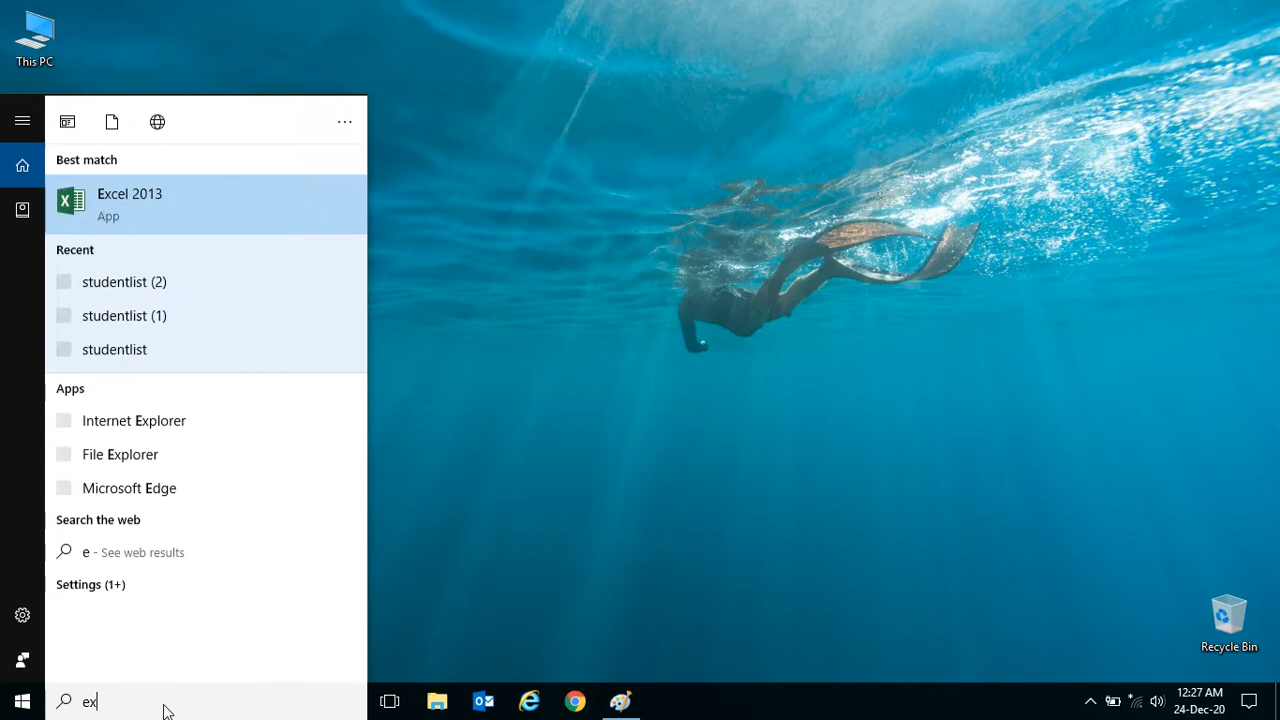 This PC
Best match
Excel 2013
App
Recent
studentlist (2)
studentlist (1)
studentlist
Apps
Internet Explorer
File Explorer
Microsoft Edge
Search the web
e - See web results
Settings (1+)
Recycle Bin
ex
12:27 AM
24-Dec-20